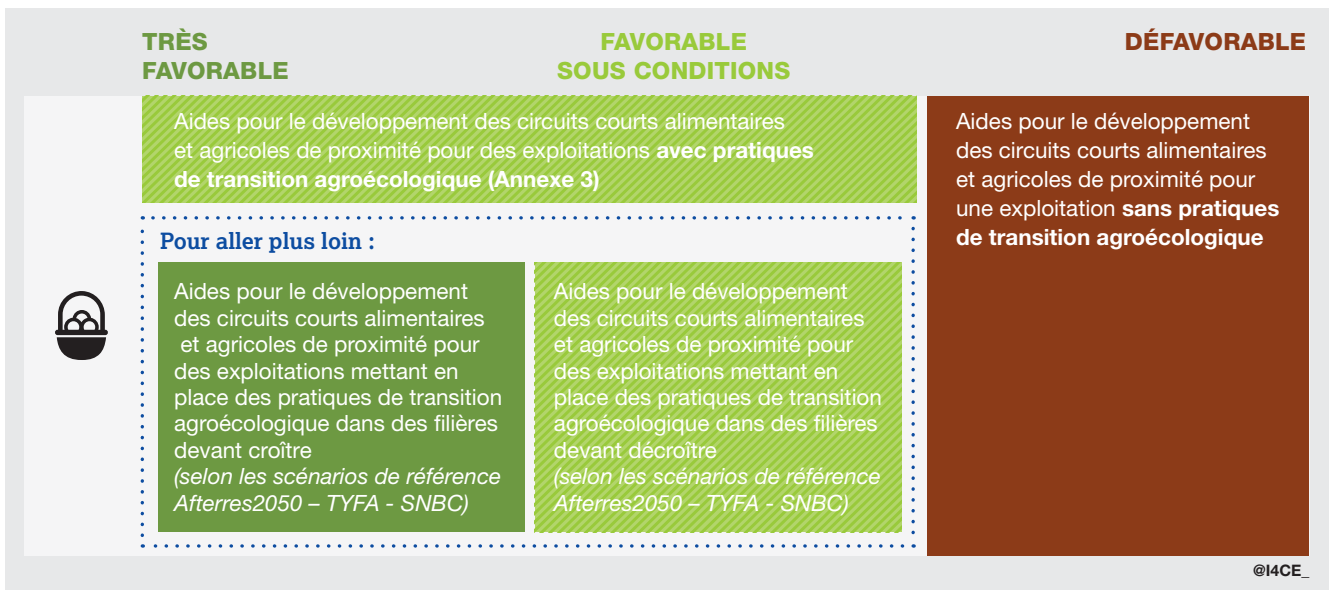 TRÈS
FAVORABLE
FAVORABLE
SOUS CONDITIONS
DÉFAVORABLE
Aides pour le développement des circuits courts alimentaires
et agricoles de proximité pour des exploitations avec pratiques
de transition agroécologique (Annexe 3)
Pour aller plus loin :
Aides pour le développement
des circuits courts alimentaires
et agricoles de proximité pour
des exploitations mettant en
place des pratiques de transition
agroécologique dans des filières
devant croître
(selon les scénarios de référence
Afterres2050 – TYFA - SNBC)
Aides pour le développement
des circuits courts alimentaires
et agricoles de proximité pour
des exploitations mettant en
place des pratiques de transition
agroécologique dans des filières
devant décroître
(selon les scénarios de référence
Afterres2050 – TYFA - SNBC)
Aides pour le développement
des circuits courts alimentaires
et agricoles de proximité pour
une exploitation sans pratiques
de transition agroécologique
@I4CE_